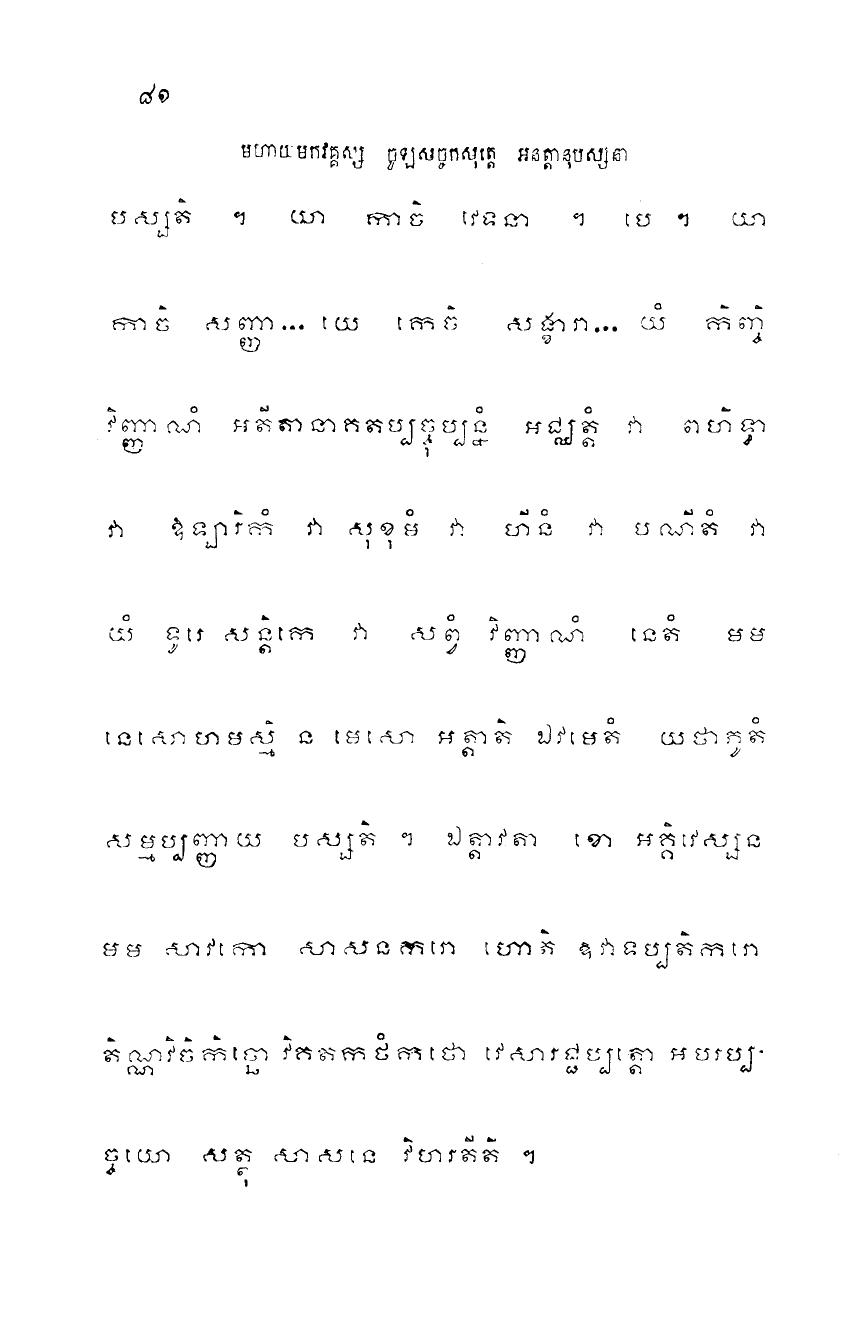 ៨១
មហាយមកវគ្គស្ស ចូឡសច្ចកសុត្តេ អនត្តានុបស្សនា
បស្សតិ ។ យា កាចិ វេទនា ។ បេ ។ យា
កាចិ សញ្ញា... យេ កេចិ សង្ខារា... យំ កិញ្ចិ
វិញ្ញាណំ អតីតានាគតប្បច្ចុប្បន្នំ អជ្ឈត្តំ វា ពហិទ្ធា
វា ឱឡារិកំ វា សុខុមំ វា ហីនំ វា បណីតំ វា
យំ ទូរេ សន្តិកេ វា សព្វំ វិញ្ញាណំ នេតំ មម
នេសោហមស្មិ ន មេសោ អត្តាតិ ឯវមេតំ យថាភូតំ
សម្មប្បញ្ញាយ បស្សតិ ។ ឯត្តាវតា ខោ អគ្គិវេស្សន
មម សាវកោ សាសនករោ ហោតិ ឱវាទប្បតិករោ
តិណ្ណវិចិកិច្ឆោ វិគតកថំកថោ វេសារជ្ជប្បត្តោ អបរប្ប-
ច្ចយោ សត្ថុ សាសនេ វិហរតីតិ ។